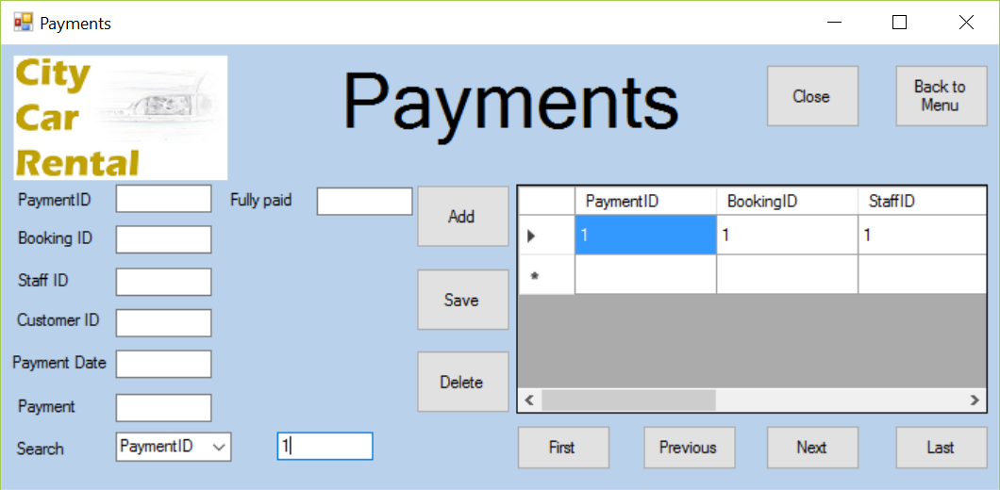 Payments
City
Car
Rental
Payments
Close
Back to
Menu
PaymentID
Fully paid
Booking ID
Staff ID
Customer ID
Payment Date
Payment
Search
PaymentID
1
Add
Save
Delete
PaymentID BookingID StaffID
1 1 1
*
First Previous Next Last